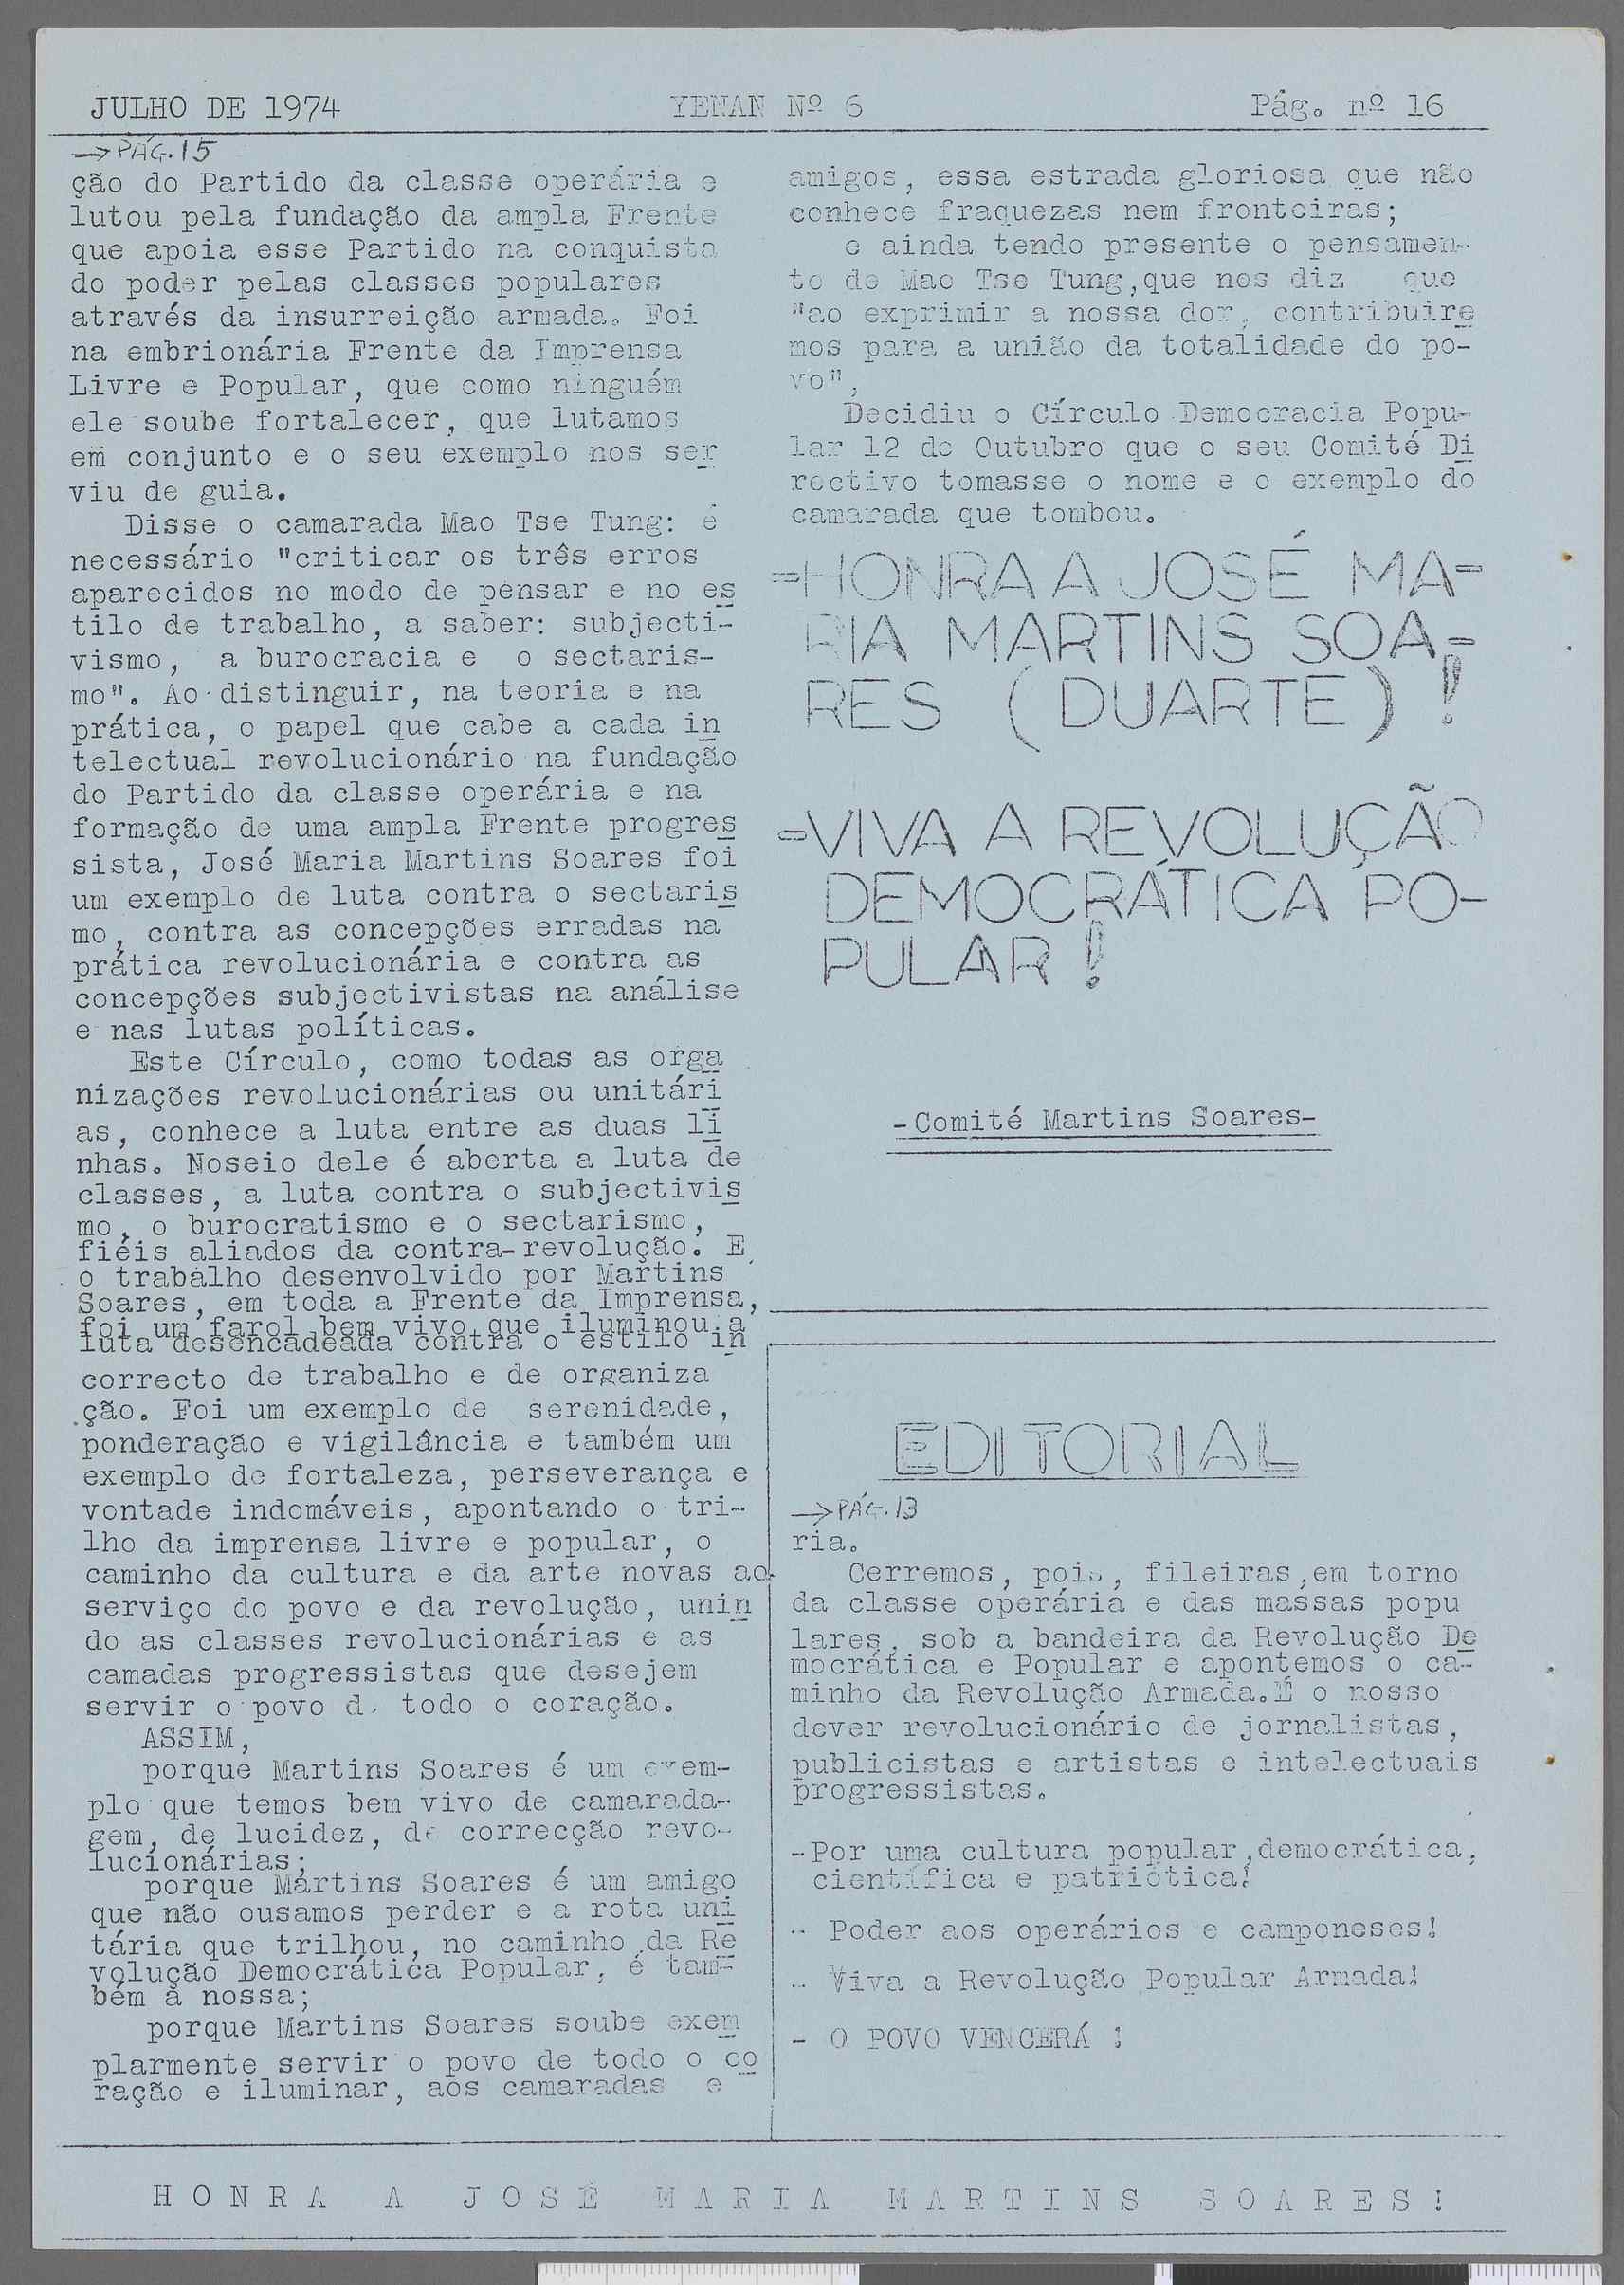 JULHO DE 1974 YENAN Nº 6 Pág. nº 16
→ PÁG. 15
ção do Partido da classe operária e
lutou pela fundação da ampla Frente
que apoia esse Partido na conquista
do poder pelas classes populares
através da insurreição armada. Foi
na embrionária Frente da Imprensa
Livre e Popular, que como ninguém
ele soube fortalecer, que lutamos
em conjunto e o seu exemplo nos ser
viu de guia.
Disse o camarada Mao Tse Tung: é
necessário "criticar os três erros
aparecidos no modo de pensar e no es
tilo de trabalho, a saber: subjecti-
vismo, a burocracia e o sectaris-
mo". Ao distinguir, na teoria e na
prática, o papel que cabe a cada in
telectual revolucionário na fundação
do Partido da classe operária e na
formação de uma ampla Frente progres
sista, José Maria Martins Soares foi
um exemplo de luta contra o sectaris
mo, contra as concepções erradas na
prática revolucionária e contra as
concepções subjectivistas na análise
e nas lutas políticas.
Este Círculo, como todas as orga
nizações revolucionárias ou unitári
as, conhece a luta entre as duas li
nhas. Noseio dele é aberta a luta de
classes, a luta contra o subjectivis
mo, o burocratismo e o sectarismo,
fiéis aliados da contra-revolução. E
o trabalho desenvolvido por Martins
Soares, em toda a Frente da Imprensa,
foi um farol bem vivo que iluminou a
luta desencadeada contra o estilo in
correcto de trabalho e de organiza
ção. Foi um exemplo de serenidade,
ponderação e vigilância e também um
exemplo de fortaleza, perseverança e
vontade indomáveis, apontando o tri-
lho da imprensa livre e popular, o
caminho da cultura e da arte novas ao
serviço do povo e da revolução, unin
do as classes revolucionárias e as
camadas progressistas que desejem
servir o povo d. todo o coração.
ASSIM,
porque Martins Soares é um exem-
plo que temos bem vivo de camarada-
gem, de lucidez, de correcção revo-
lucionárias;
porque Martins Soares é um amigo
que não ousamos perder e a rota uni
tária que trilhou, no caminho da Re
volução Democrática Popular, é tam-
bém a nossa;
porque Martins Soares soube exem
plarmente servir o povo de todo o co
ração e iluminar, aos camaradas e
amigos, essa estrada gloriosa que não
conhece fraquezas nem fronteiras;
e ainda tendo presente o pensamen-
to de Mao Tse Tung,que nos diz que
"ao exprimir a nossa dor, contribuire
mos para a união da totalidade do po-
vo",
Decidiu o Círculo Democracia Popu-
lar 12 de Outubro que o seu Comité Di
rectivo tomasse o nome e o exemplo do
camarada que tombou.
=HONRA A JOSÉ MA=
RIA MARTINS SOA=
RES (DUARTE)!
=VIVA A REVOLUÇÃO
DEMOCRÁTICA PO-
PULAR!
-Comité Martins Soares-
EDITORIAL
→ PÁG. 13
ria.
Cerremos, pois, fileiras,em torno
da classe operária e das massas popu
lares, sob a bandeira da Revolução De
mocrática e Popular e apontemos o ca-
minho da Revolução Armada.É o nosso
dever revolucionário de jornalistas,
publicistas e artistas e intelectuais
progressistas.
-Por uma cultura popular,democrática,
científica e patriótica!
- Poder aos operários e camponeses!
- Viva a Revolução Popular Armada!
- O POVO VENCERÁ !
HONRA A JOSÉ MARIA MARTINS SOARES!